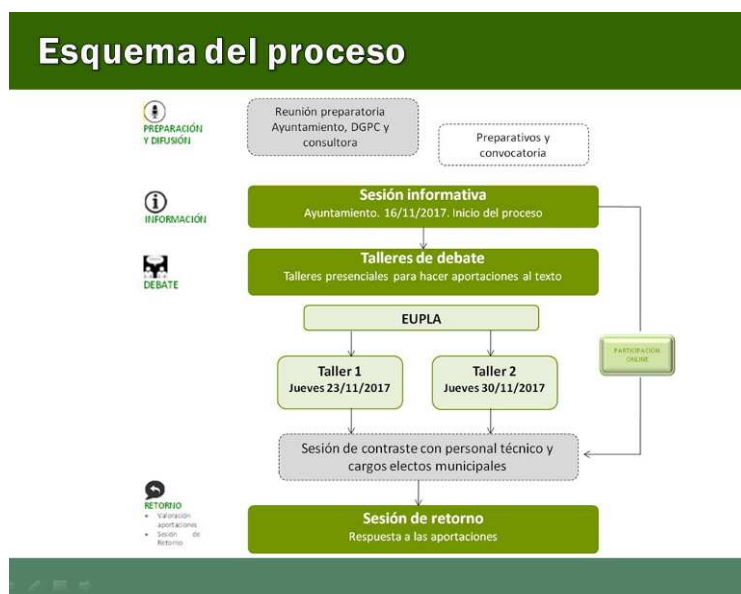 Esquema del proceso
PREPARACIÓN
Y DIFUSIÓN
Reunión preparatoria
Ayuntamiento, DGPC y
consultora
Preparativos y
convocatoria
INFORMACIÓN
Sesión informativa
Ayuntamiento. 16/11/2017. Inicio del proceso
DEBATE
Talleres de debate
Talleres presenciales para hacer aportaciones al texto
EUPLA
PARTICIPACION
ONLINE
Taller 1
Jueves 23/11/2017
Taller 2
Jueves 30/11/2017
Sesión de contraste con personal técnico y
cargos electos municipales
RETORNO
• Valoración
aportaciones
• Sesión de
Retorno
Sesión de retorno
Respuesta a las aportaciones